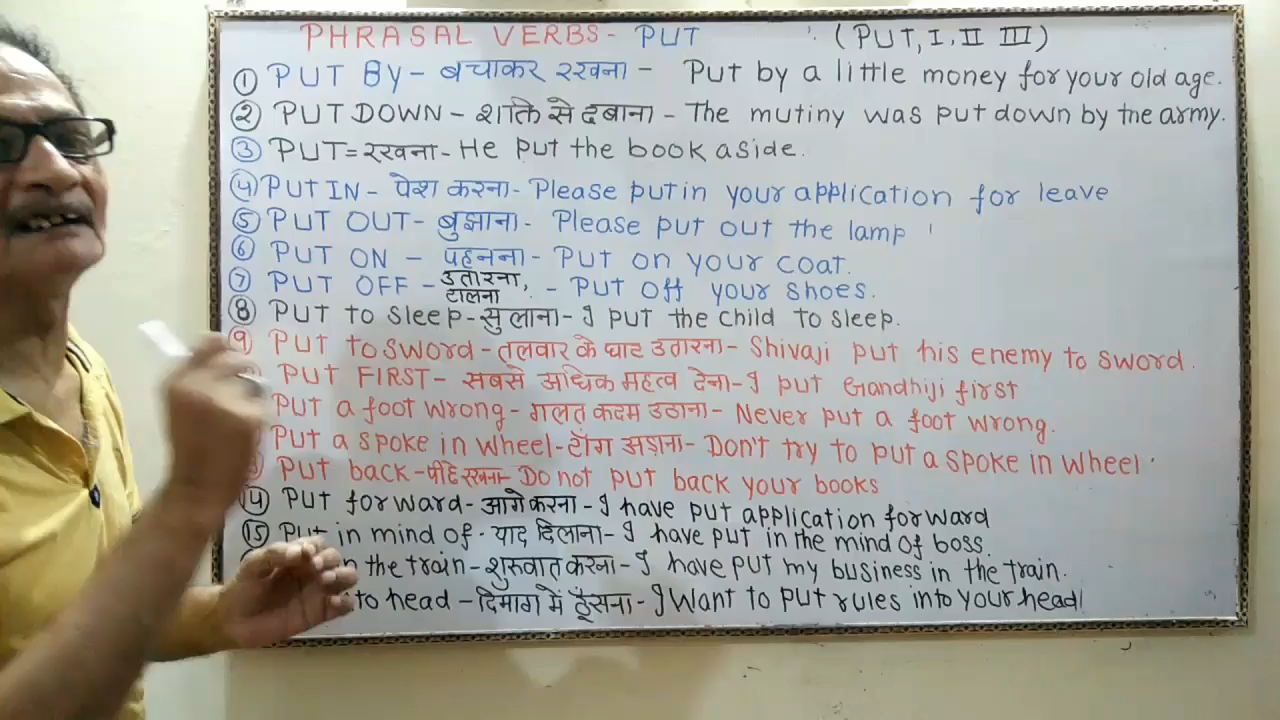 PHRASAL VERBS - PUT (PUT, I, II III)
① PUT BY - बचाकर रखना - Put by a little money for your old age.
② PUT DOWN - शक्ति से दबाना - The mutiny was put down by the army.
③ PUT = रखना - He put the book aside.
④ PUT IN - पेश करना - Please put in your application for leave
⑤ PUT OUT - बुझाना - Please put out the lamp
⑥ PUT ON - पहनना - Put on your coat.
⑦ PUT OFF - उतारना, टालना - Put off your shoes.
⑧ Put to sleep - सुलाना - I put the child to sleep.
⑨ Put to sword - तलवार के घाट उतारना - Shivaji put his enemy to sword.
PUT FIRST - सबसे अधिक महत्व देना - I put Gandhiji first
Put a foot wrong - गलत कदम उठाना - Never put a foot wrong.
Put a spoke in wheel - टाँग अड़ाना - Don't try to put a spoke in wheel.
Put back - पीछे रखना - Do not put back your books
⑭ Put forward - आगे करना - I have put application forward
⑮ Put in mind of - याद दिलाना - I have put in the mind of boss.
the train - शुरुवात करना - I have put my business in the train.
to head - दिमाग में ठूँसना - I want to put rules into your head